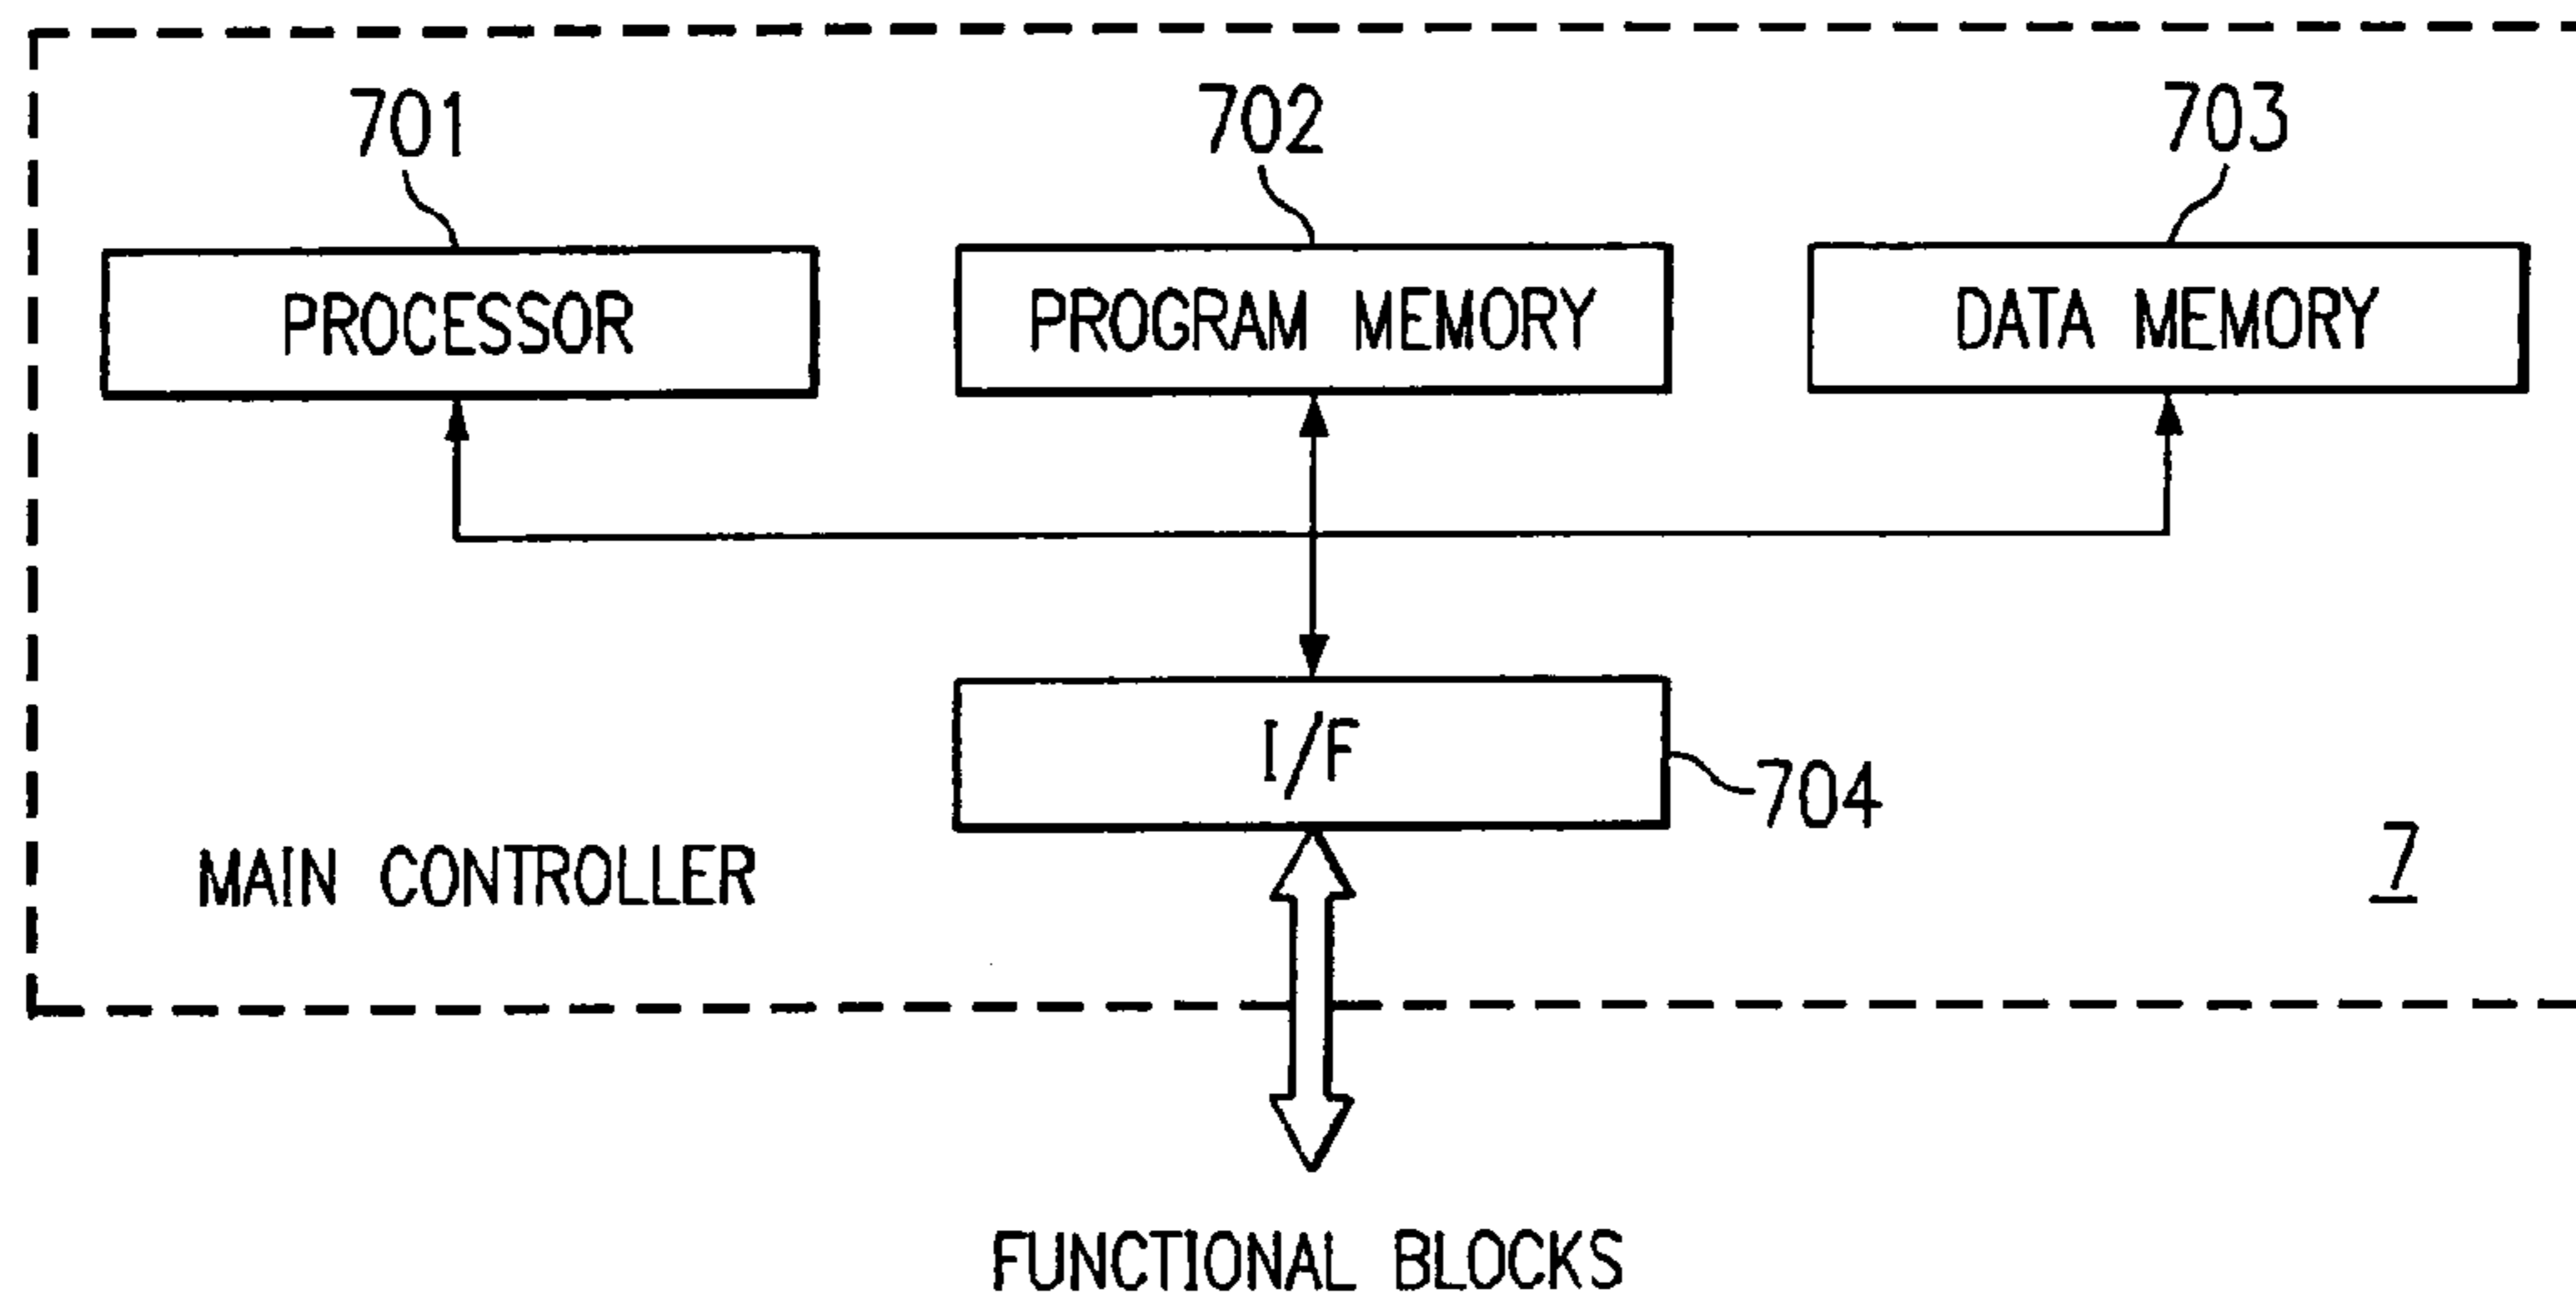 701
702
703
PROCESSOR
PROGRAM MEMORY
DATA MEMORY
I/F
704
MAIN CONTROLLER
7
FUNCTIONAL BLOCKS